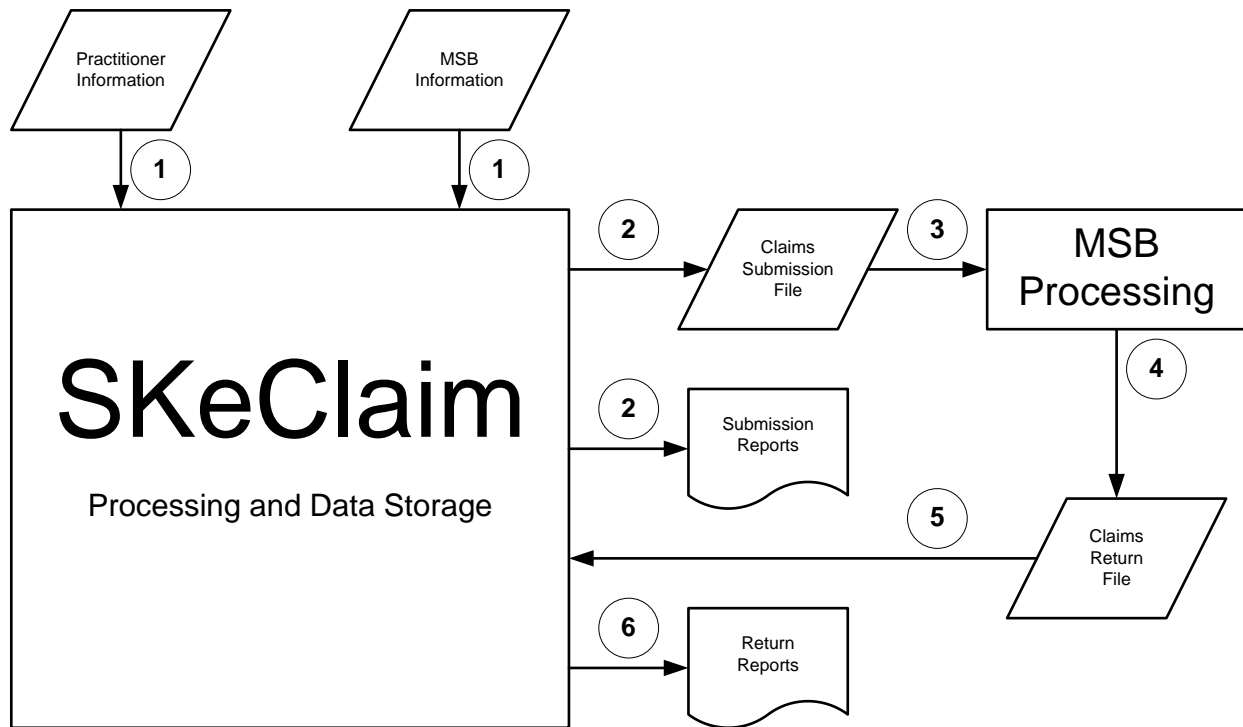 Practitioner
Information
MSB
Information
1
1
2
Claims
Submission
File
3
MSB
Processing
4
SKeClaim
Processing and Data Storage
2
Submission
Reports
5
Claims
Return
File
6
Return
Reports